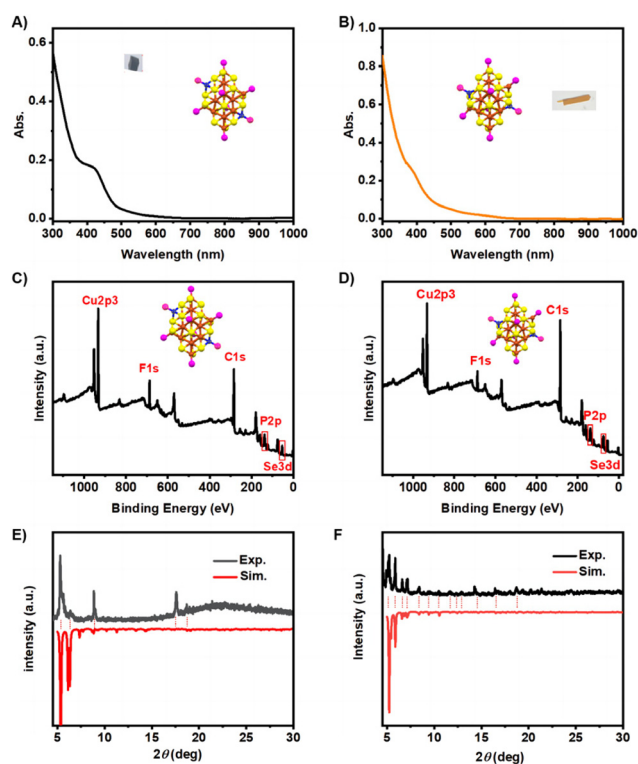 A)
0.6
0.4
0.2
0.0
Abs.
300 400 500 600 700 800 900 1000
Wavelength (nm)
B)
1.0
0.8
0.6
0.4
0.2
0.0
Abs.
300 400 500 600 700 800 900 1000
Wavelength (nm)
C)
Cu2p3
F1s
C1s
P2p
Se3d
Intensity (a.u.)
1000 800 600 400 200 0
Binding Energy (eV)
D)
Cu2p3
F1s
C1s
P2p
Se3d
Intensity (a.u.)
1000 800 600 400 200 0
Binding Energy (eV)
E)
Exp.
Sim.
intensity (a.u.)
5 10 15 20 25 30
2θ (deg)
F)
Exp.
Sim.
intensity (a.u.)
5 10 15 20 25 30
2θ (deg)